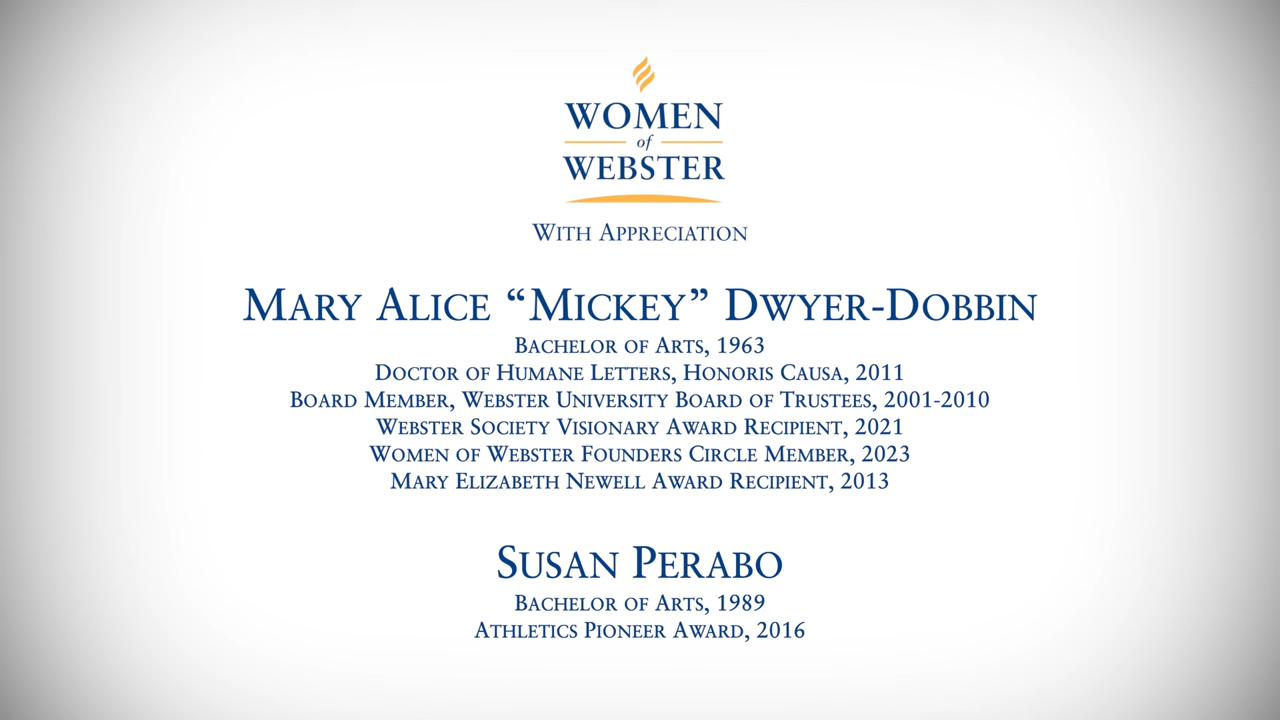 WOMEN
of
WEBSTER
WITH APPRECIATION
MARY ALICE “MICKEY” DWYER-DOBBIN
BACHELOR OF ARTS, 1963
DOCTOR OF HUMANE LETTERS, HONORIS CAUSA, 2011
BOARD MEMBER, WEBSTER UNIVERSITY BOARD OF TRUSTEES, 2001-2010
WEBSTER SOCIETY VISIONARY AWARD RECIPIENT, 2021
WOMEN OF WEBSTER FOUNDERS CIRCLE MEMBER, 2023
MARY ELIZABETH NEWELL AWARD RECIPIENT, 2013
SUSAN PERABO
BACHELOR OF ARTS, 1989
ATHLETICS PIONEER AWARD, 2016